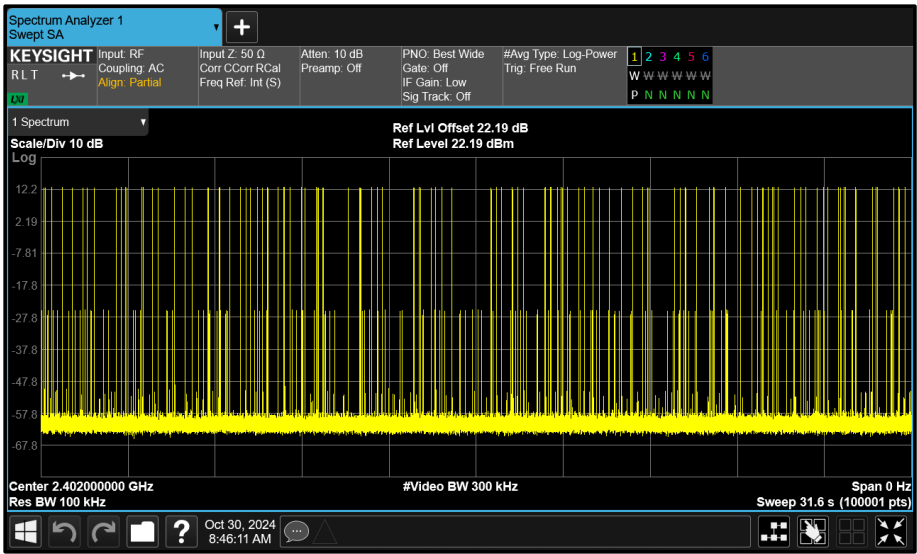 Spectrum Analyzer 1
Swept SA
+
KEYSIGHT
RLT
LXI
Input: RF
Coupling: AC
Align: Partial
Input Z: 50 Ω
Corr CCorr RCal
Freq Ref: Int (S)
Atten: 10 dB
Preamp: Off
PNO: Best Wide
Gate: Off
IF Gain: Low
Sig Track: Off
#Avg Type: Log-Power
Trig: Free Run
1 2 3 4 5 6
W W W W W W
P N N N N N
1 Spectrum
Scale/Div 10 dB
Ref Lvl Offset 22.19 dB
Ref Level 22.19 dBm
Log
12.2
2.19
-7.81
-17.8
-27.8
-37.8
-47.8
-57.8
-67.8
Center 2.402000000 GHz
#Video BW 300 kHz
Span 0 Hz
Res BW 100 kHz
Sweep 31.6 s (100001 pts)
?
Oct 30, 2024
8:46:11 AM